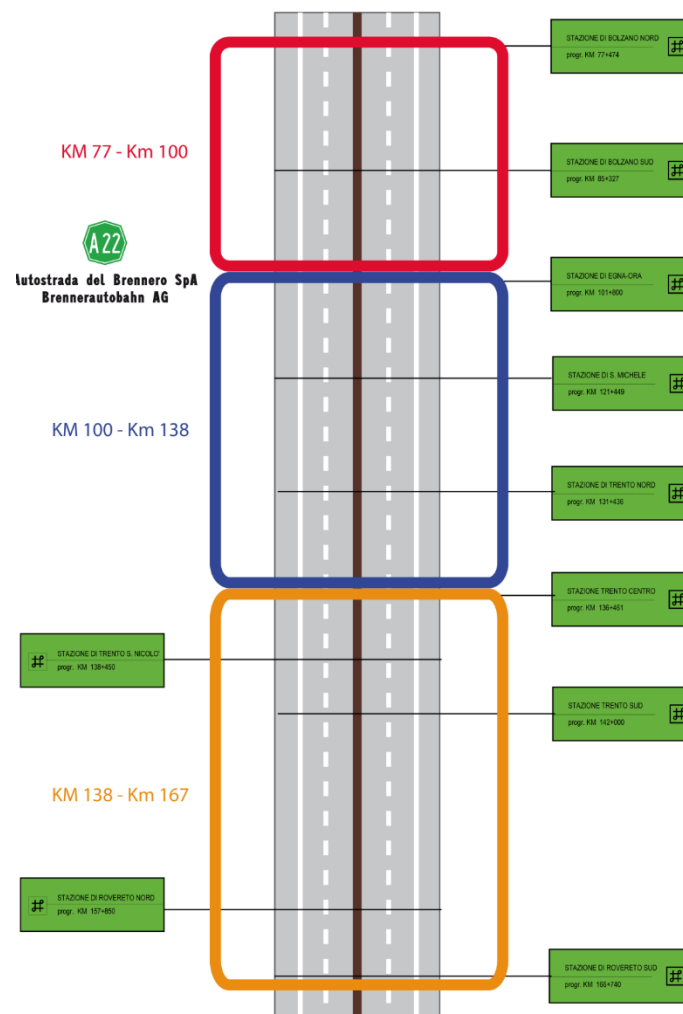 STAZIONE DI BOLZANO NORD
progr. KM 77+474
KM 77 - Km 100
STAZIONE DI BOLZANO SUD
progr. KM 85+327
A22
lutostrada del Brennero SpA
Brennerautobahn AG
STAZIONE DI EGNA-ORA
progr. KM 101+800
STAZIONE DI S. MICHELE
progr. KM 121+449
KM 100 - Km 138
STAZIONE DI TRENTO NORD
progr. KM 131+436
STAZIONE TRENTO CENTRO
progr. KM 136+461
STAZIONE DI TRENTO S. NICOLO'
progr. KM 138+450
STAZIONE TRENTO SUD
progr. KM 142+000
KM 138 - Km 167
STAZIONE DI ROVERETO NORD
progr. KM 157+850
STAZIONE DI ROVERETO SUD
progr. KM 166+740